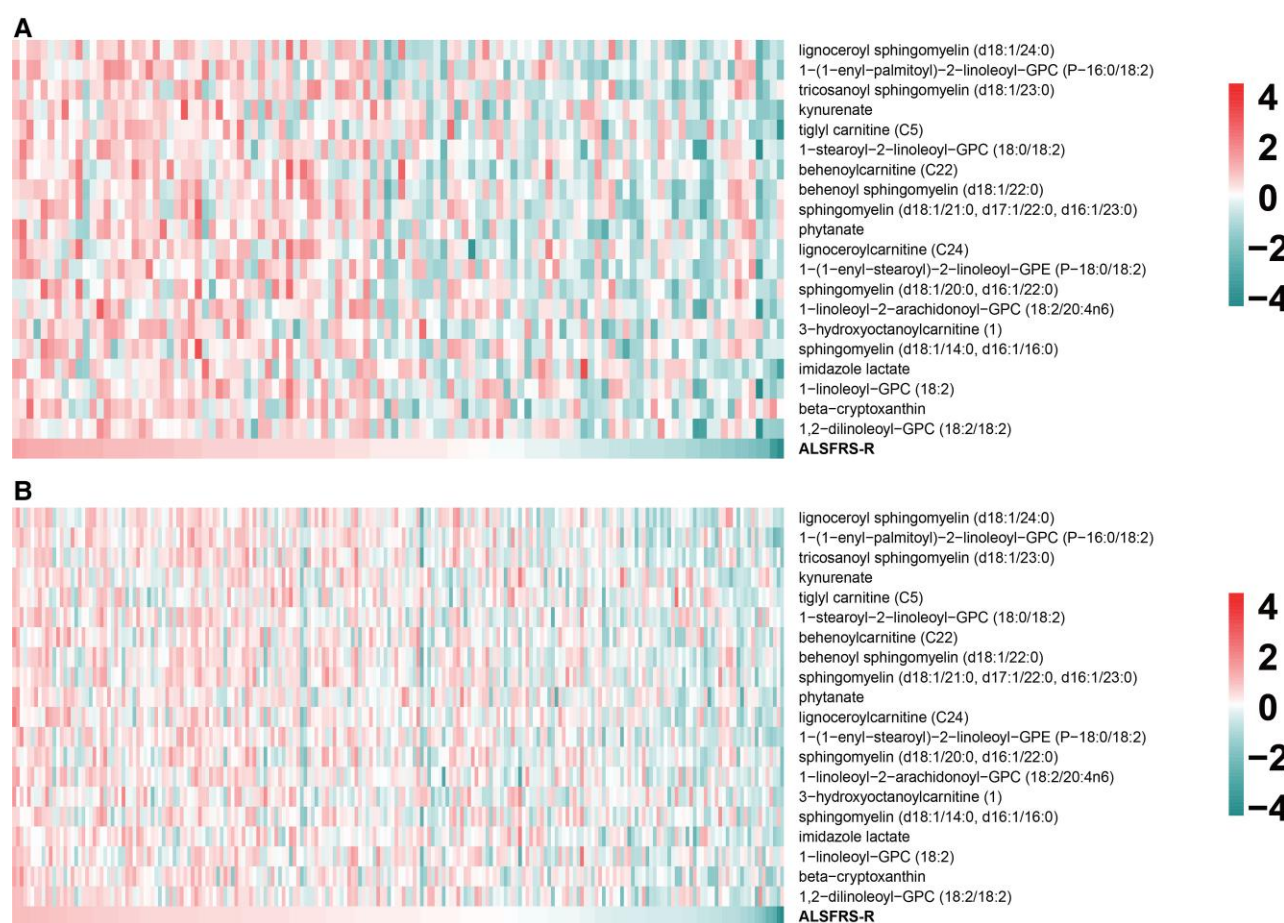 A
lignoceroyl sphingomyelin (d18:1/24:0)
1−(1−enyl−palmitoyl)−2−linoleoyl−GPC (P−16:0/18:2)
tricosanoyl sphingomyelin (d18:1/23:0)
kynurenate
tiglyl carnitine (C5)
1−stearoyl−2−linoleoyl−GPC (18:0/18:2)
behenoylcarnitine (C22)
behenoyl sphingomyelin (d18:1/22:0)
sphingomyelin (d18:1/21:0, d17:1/22:0, d16:1/23:0)
phytanate
lignoceroylcarnitine (C24)
1−(1−enyl−stearoyl)−2−linoleoyl−GPE (P−18:0/18:2)
sphingomyelin (d18:1/20:0, d16:1/22:0)
1−linoleoyl−2−arachidonoyl−GPC (18:2/20:4n6)
3−hydroxyoctanoylcarnitine (1)
sphingomyelin (d18:1/14:0, d16:1/16:0)
imidazole lactate
1−linoleoyl−GPC (18:2)
beta−cryptoxanthin
1,2−dilinoleoyl−GPC (18:2/18:2)
ALSFRS-R
4
2
0
−2
−4
B
lignoceroyl sphingomyelin (d18:1/24:0)
1−(1−enyl−palmitoyl)−2−linoleoyl−GPC (P−16:0/18:2)
tricosanoyl sphingomyelin (d18:1/23:0)
kynurenate
tiglyl carnitine (C5)
1−stearoyl−2−linoleoyl−GPC (18:0/18:2)
behenoylcarnitine (C22)
behenoyl sphingomyelin (d18:1/22:0)
sphingomyelin (d18:1/21:0, d17:1/22:0, d16:1/23:0)
phytanate
lignoceroylcarnitine (C24)
1−(1−enyl−stearoyl)−2−linoleoyl−GPE (P−18:0/18:2)
sphingomyelin (d18:1/20:0, d16:1/22:0)
1−linoleoyl−2−arachidonoyl−GPC (18:2/20:4n6)
3−hydroxyoctanoylcarnitine (1)
sphingomyelin (d18:1/14:0, d16:1/16:0)
imidazole lactate
1−linoleoyl−GPC (18:2)
beta−cryptoxanthin
1,2−dilinoleoyl−GPC (18:2/18:2)
ALSFRS-R
4
2
0
−2
−4